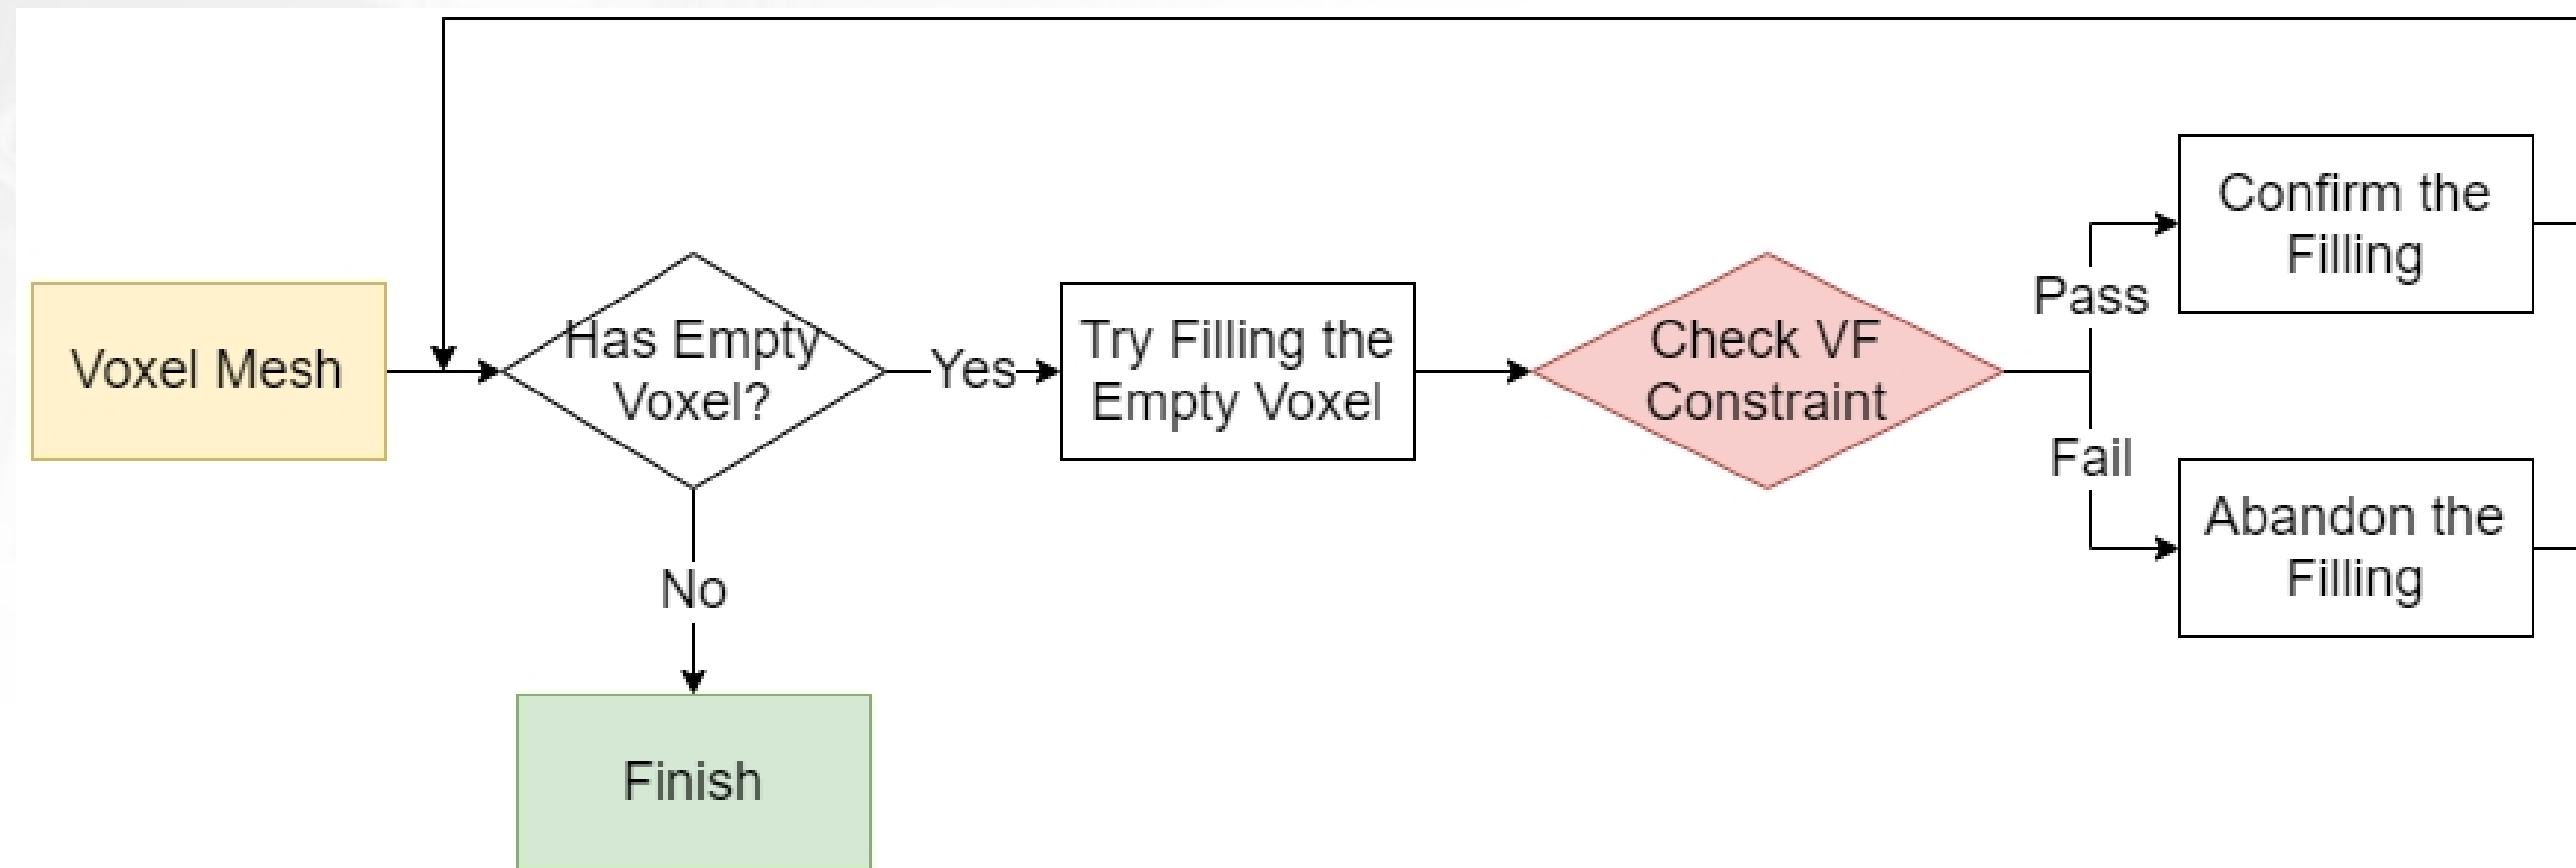 Voxel Mesh
Has Empty
Voxel?
Yes
Try Filling the
Empty Voxel
Check VF
Constraint
Pass
Confirm the
Filling
Fail
Abandon the
Filling
No
Finish